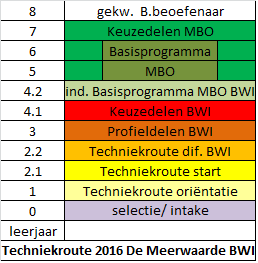 8 gekw. B.beoefenaar
7 Keuzedelen MBO
6 Basisprogramma
5 MBO
4.2 ind. Basisprogramma MBO BWI
4.1 Keuzedelen BWI
3 Profieldelen BWI
2.2 Techniekroute dif. BWI
2.1 Techniekroute start
1 Techniekroute oriëntatie
0 selectie/ intake
leerjaar
Techniekroute 2016 De Meerwaarde BWI